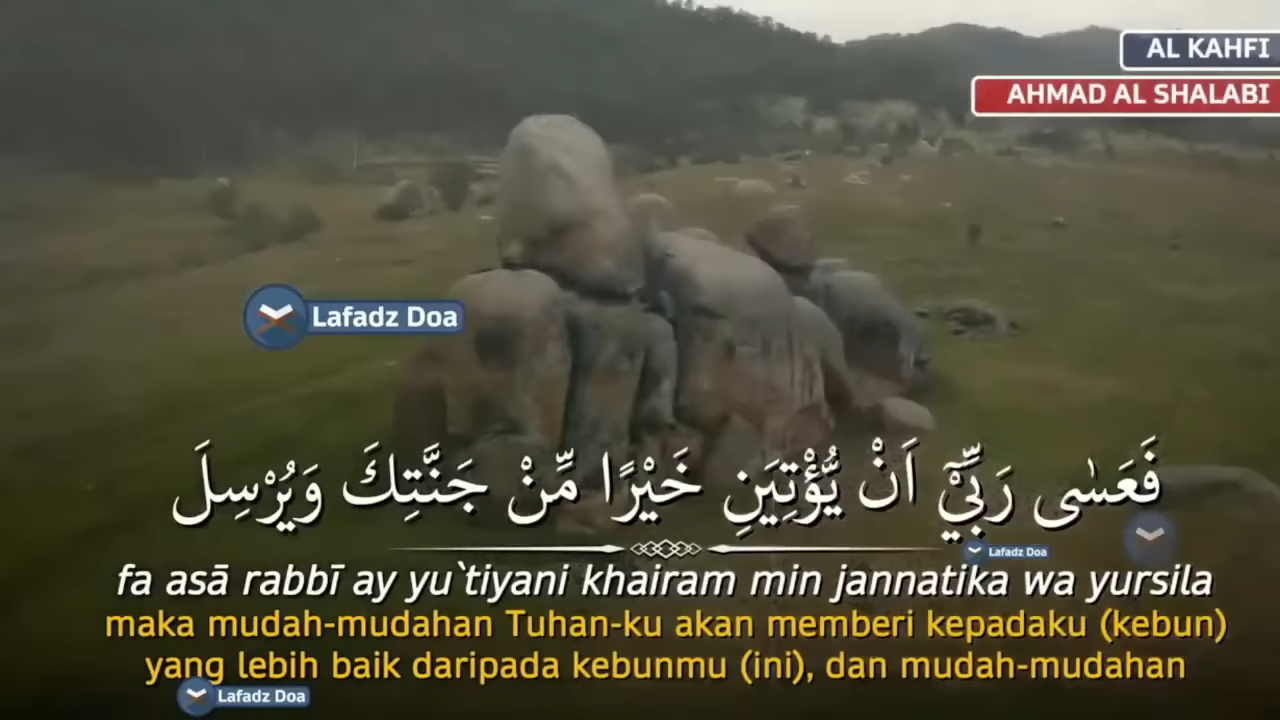 AL KAHFI
AHMAD AL SHALABI
Lafadz Doa
فَعَسٰى رَبِّيْٓ اَنْ يُّؤْتِيَنِ خَيْرًا مِّنْ جَنَّتِكَ وَيُرْسِلَ
Lafadz Doa
fa asā rabbī ay yu`tiyani khairam min jannatika wa yursila
maka mudah-mudahan Tuhan-ku akan memberi kepadaku (kebun)
yang lebih baik daripada kebunmu (ini), dan mudah-mudahan
Lafadz Doa